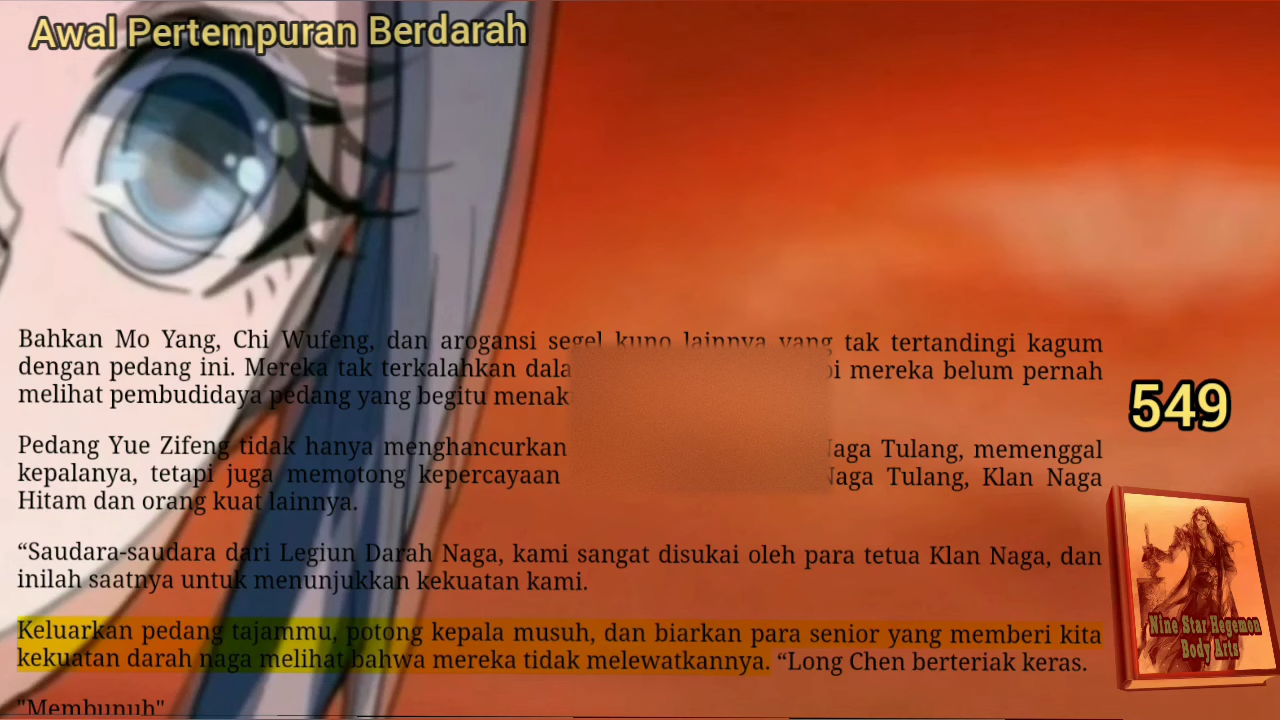 Awal Pertempuran Berdarah
Bahkan Mo Yang, Chi Wufeng, dan arogansi segel kuno lainnya yang tak tertandingi kagum
dengan pedang ini. Mereka tak terkalahkan mereka belum pernah
melihat pembudidaya pedang yang begitu
Pedang Yue Zifeng tidak hanya menghancurkan Naga Tulang, memenggal
kepalanya, tetapi juga memotong kepercayaan Naga Tulang, Klan Naga
Hitam dan orang kuat lainnya.
“Saudara-saudara dari Legiun Darah Naga, kami sangat disukai oleh para tetua Klan Naga, dan
inilah saatnya untuk menunjukkan kekuatan kami.
Keluarkan pedang tajammu, potong kepala musuh, dan biarkan para senior yang memberi kita
kekuatan darah naga melihat bahwa mereka tidak melewatkannya. “Long Chen berteriak keras.
"Membunuh"
549
Nine Star Hegemon
Body Arts